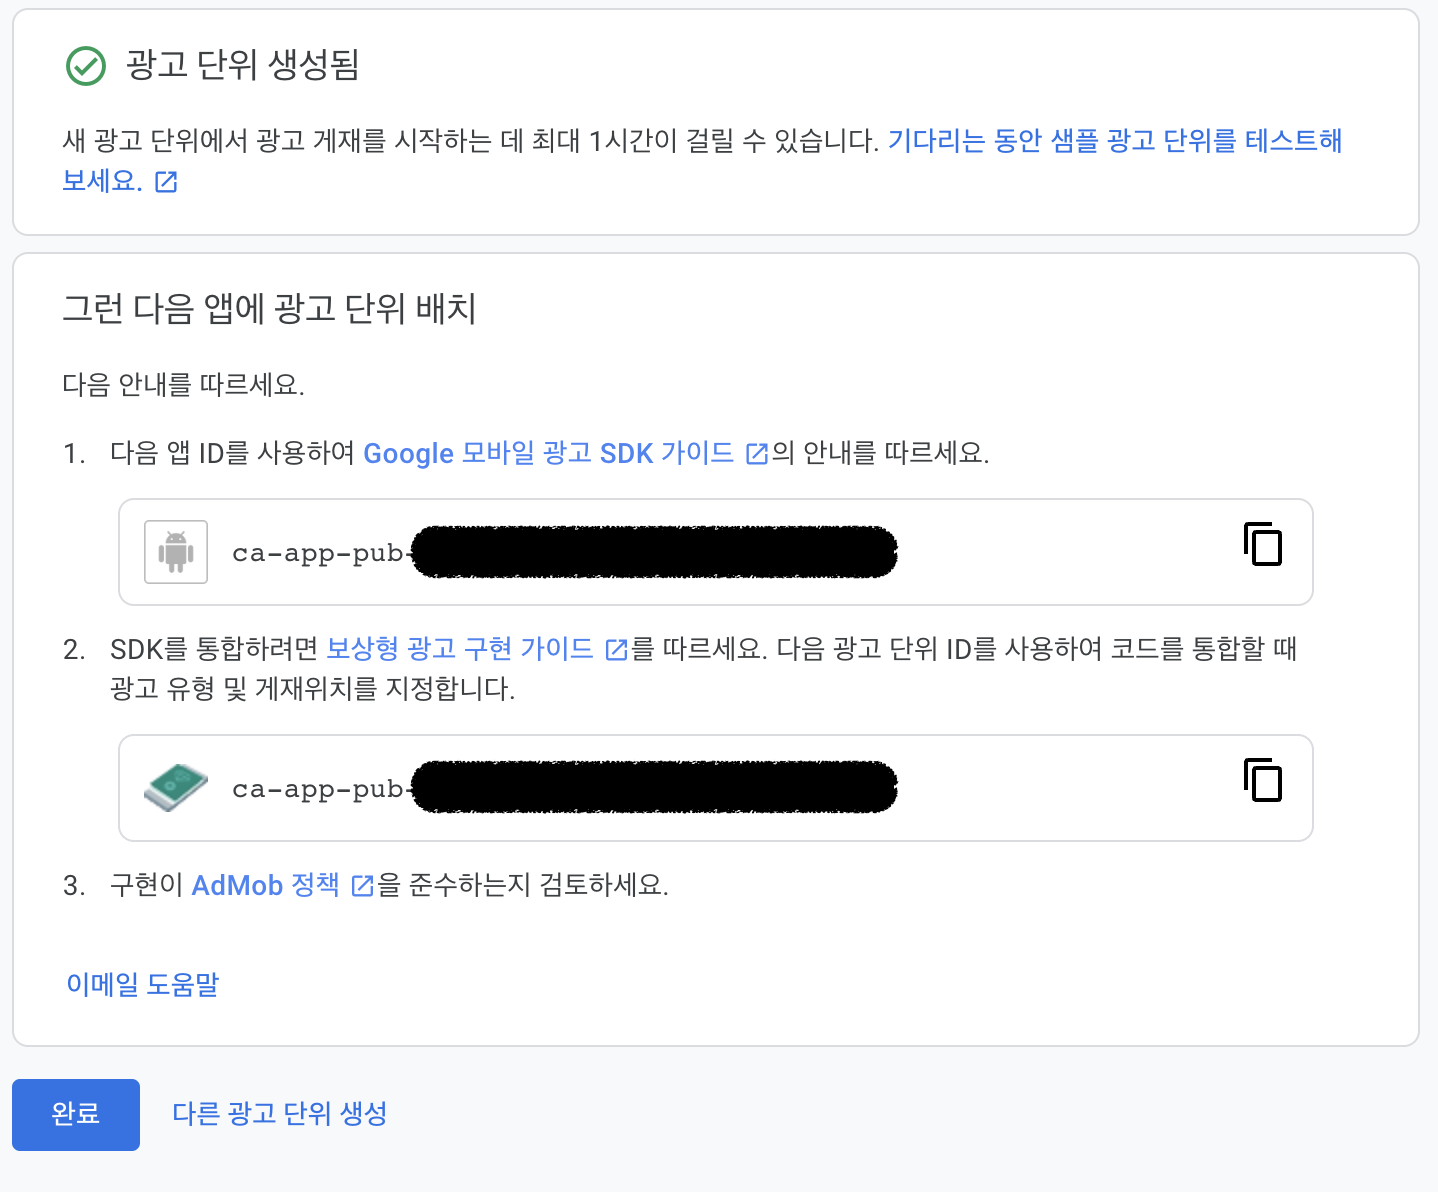 광고 단위 생성됨
새 광고 단위에서 광고 게재를 시작하는 데 최대 1시간이 걸릴 수 있습니다. 기다리는 동안 샘플 광고 단위를 테스트해
보세요.
그런 다음 앱에 광고 단위 배치
다음 안내를 따르세요.
1. 다음 앱 ID를 사용하여 Google 모바일 광고 SDK 가이드의 안내를 따르세요.
ca-app-pub-
2. SDK를 통합하려면 보상형 광고 구현 가이드를 따르세요. 다음 광고 단위 ID를 사용하여 코드를 통합할 때
광고 유형 및 게재위치를 지정합니다.
ca-app-pub-
3. 구현이 AdMob 정책을 준수하는지 검토하세요.
이메일 도움말
완료 다른 광고 단위 생성